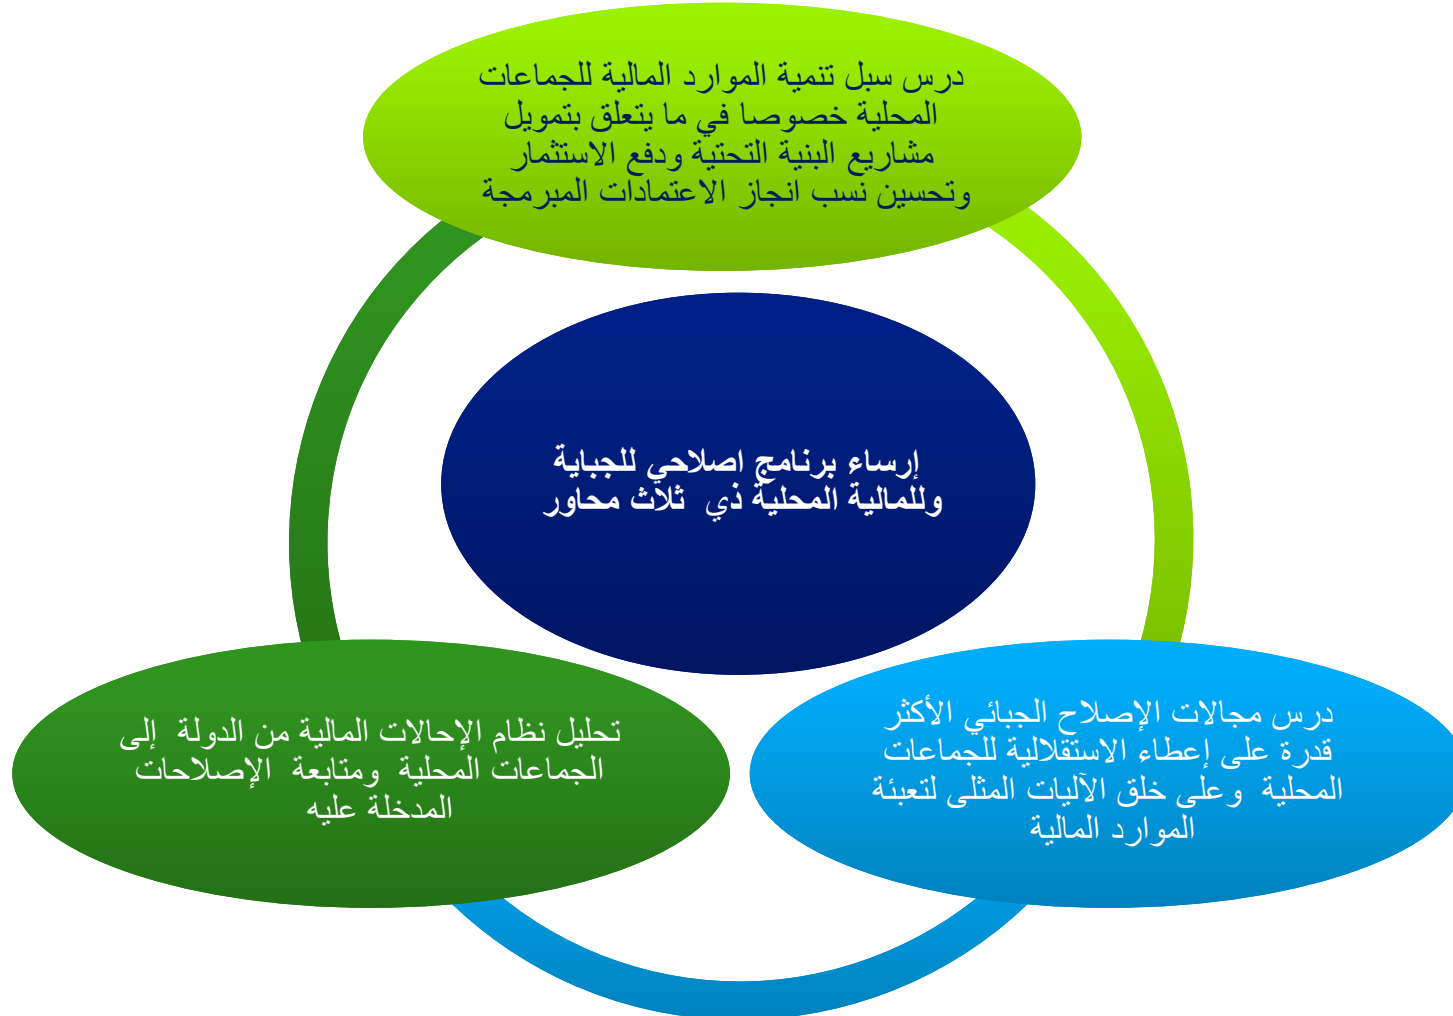 درس سبل تنمية الموارد المالية للجماعات
المحلية خصوصا في ما يتعلق بتمويل
مشاريع البنية التحتية ودفع الاستثمار
وتحسين نسب انجاز الاعتمادات المبرمجة
إرساء برنامج اصلاحي للجباية
وللمالية المحلية ذي ثلاث محاور
درس مجالات الإصلاح الجبائي الأكثر
قدرة على إعطاء الاستقلالية للجماعات
المحلية وعلى خلق الآليات المثلى لتعبئة
الموارد المالية
تحليل نظام الإحالات المالية من الدولة إلى
الجماعات المحلية ومتابعة الإصلاحات
المدخلة عليه